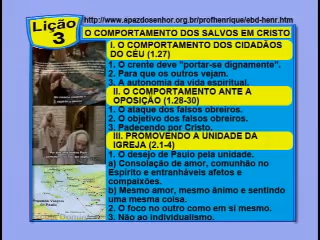 Lição
3
http://www.apazdosenhor.org.br/profhenrique/ebd-henr.htm
O COMPORTAMENTO DOS SALVOS EM CRISTO
I. O COMPORTAMENTO DOS CIDADÃOS
DO CÉU (1.27)
1. O crente deve "portar-se dignamente".
2. Para que os outros vejam.
3. A autonomia da vida espiritual.
II. O COMPORTAMENTO ANTE A
OPOSIÇÃO (1.28-30)
1. O ataque dos falsos obreiros.
2. O objetivo dos falsos obreiros.
3. Padecendo por Cristo.
III. PROMOVENDO A UNIDADE DA
IGREJA (2.1-4)
1. O desejo de Paulo pela unidade.
a) Consolação de amor, comunhão no
Espírito e entranháveis afetos e
compaixões.
b) Mesmo amor, mesmo ânimo e sentindo
uma mesma coisa.
2. O foco no outro como em si mesmo.
3. Não ao individualismo.